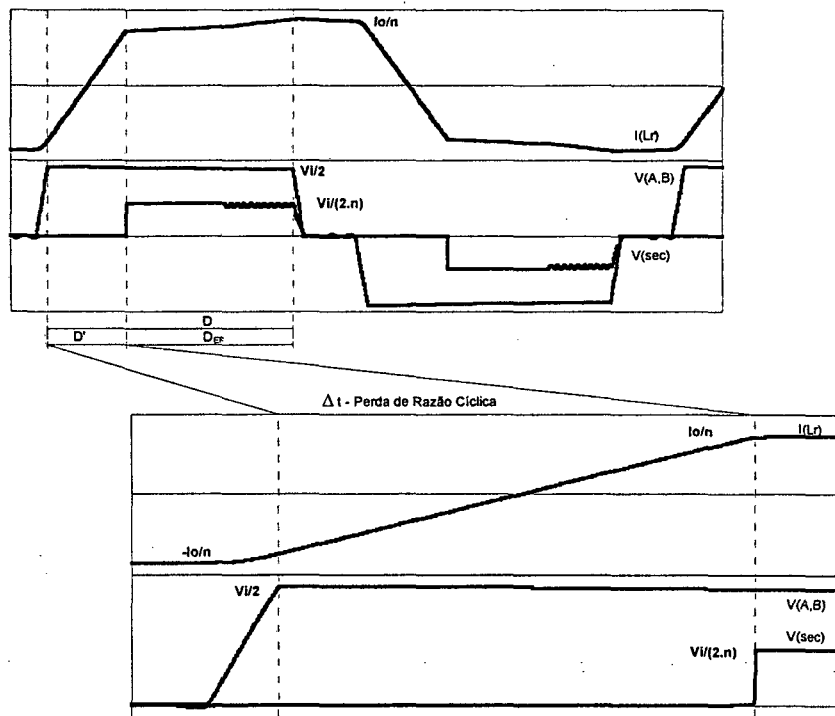 Io/n
I(Lr)
Vi/2
V(A,B)
Vi/(2.n)
V(sec)
D
D' DEF
Δt - Perda de Razão Cíclica
Io/n I(Lr)
-Io/n
Vi/2
V(A,B)
V(sec)
Vi/(2.n)